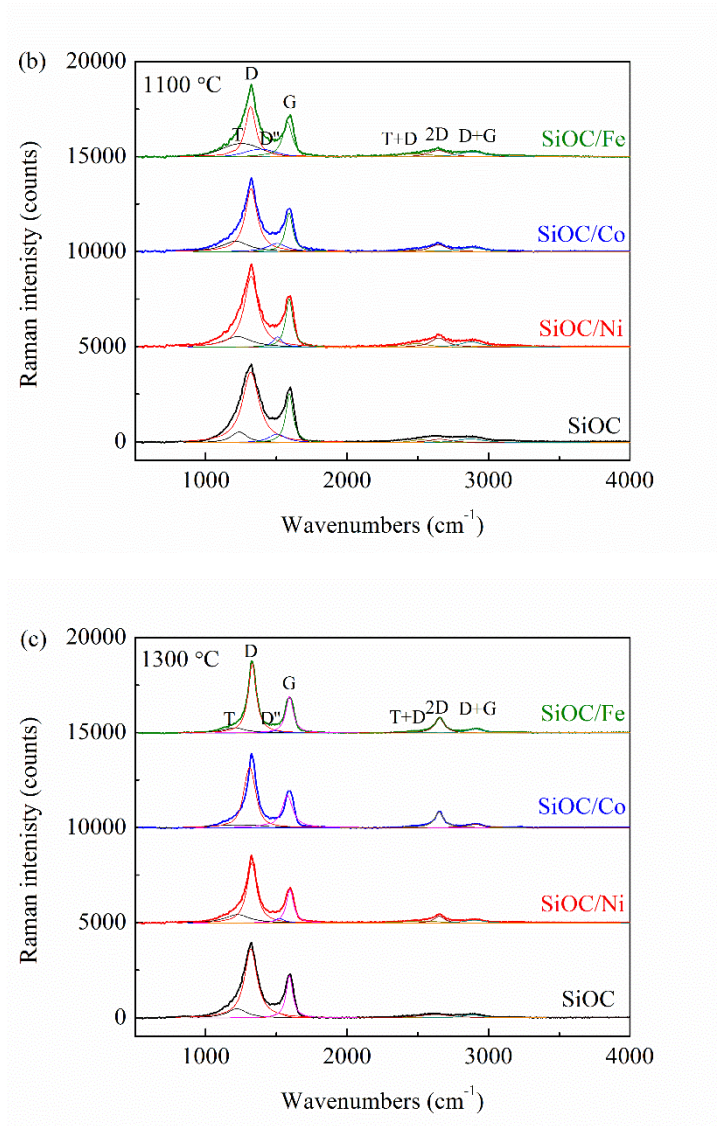 (b)
20000
1100 °C
D
G
T
D"
T+D
2D
D+G
SiOC/Fe
15000
SiOC/Co
10000
SiOC/Ni
5000
SiOC
0
Raman intenisty (counts)
1000
2000
3000
4000
Wavenumbers (cm-1)
(c)
20000
1300 °C
D
G
T
D"
T+D
2D
D+G
SiOC/Fe
15000
SiOC/Co
10000
SiOC/Ni
5000
SiOC
0
Raman intenisty (counts)
1000
2000
3000
4000
Wavenumbers (cm-1)